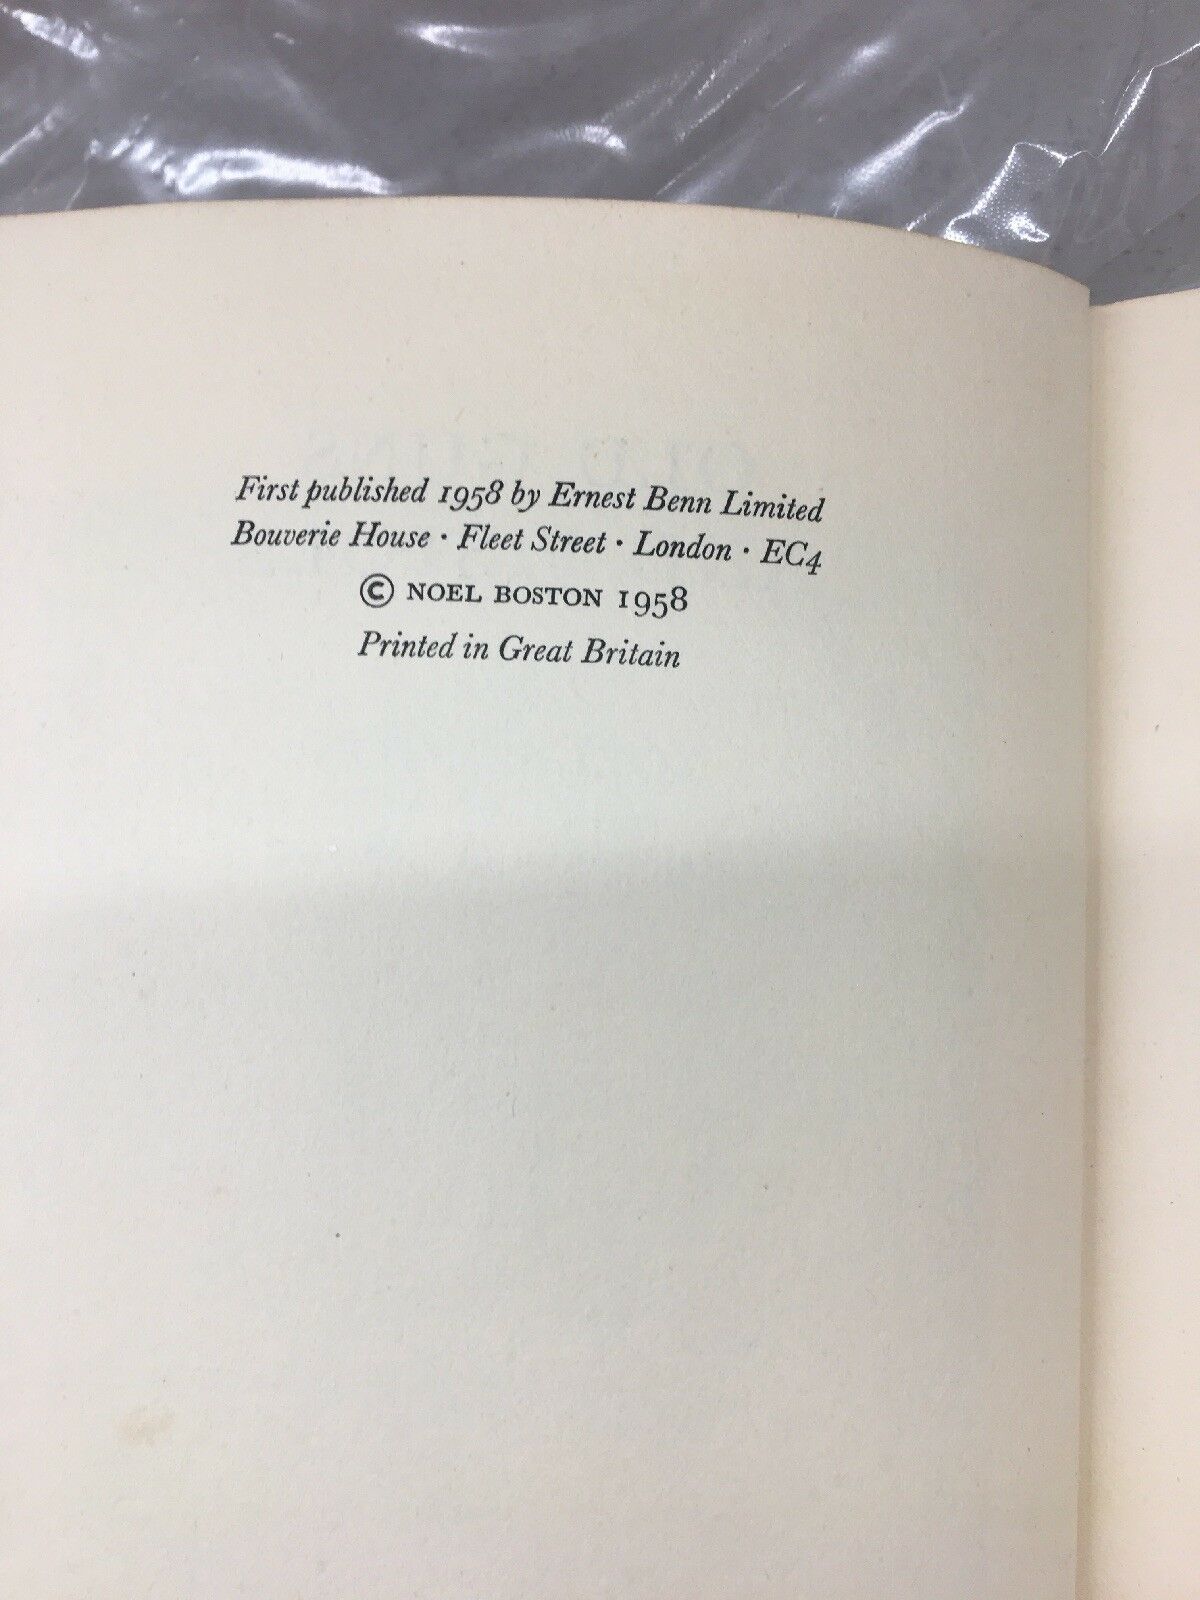 First published 1958 by Ernest Benn Limited
Bouverie House · Fleet Street · London · EC4
© NOEL BOSTON 1958
Printed in Great Britain